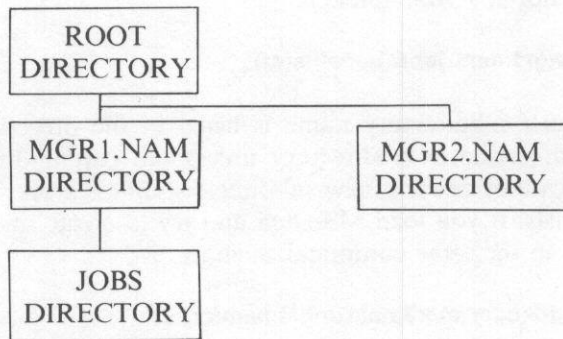 ROOT
DIRECTORY
MGR1.NAM
DIRECTORY
MGR2.NAM
DIRECTORY
JOBS
DIRECTORY